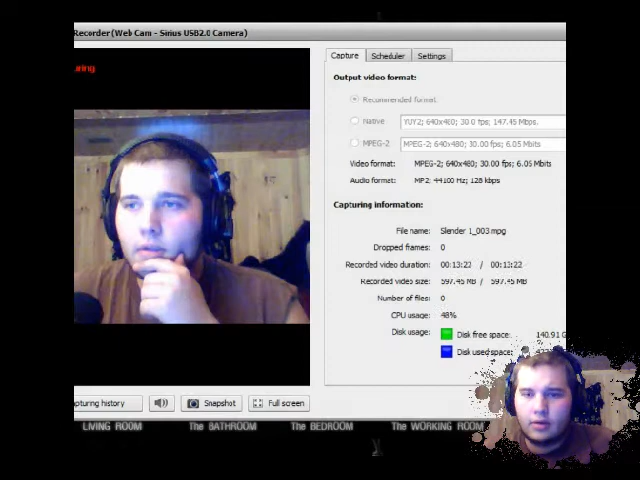 Recorder(Web Cam - Sirius USB2.0 Camera)
uring
Capture Scheduler Settings
Output video format:
Recommended format
Native YUY2; 640x480; 30.0 fps; 147.45 Mbps.
MPEG-2 MPEG-2; 640x480; 30.00 fps; 6.05 Mbits
Video format: MPEG-2; 640x480; 30.00 fps; 6.05 Mbits
Audio format: MP2; 44100 Hz; 128 kbps
Capturing information:
File name: Slender 1_003.mpg
Dropped frames: 0
Recorded video duration: 00:13:22 / 00:13:22
Recorded video size: 597.45 MB / 597.45 MB
Number of files: 0
CPU usage: 48%
Disk usage: Disk free space: 140.91 G
Disk used space:
apturing history Snapshot Full screen
LIVING ROOM The BATHROOM The BEDROOM The WORKING ROOM